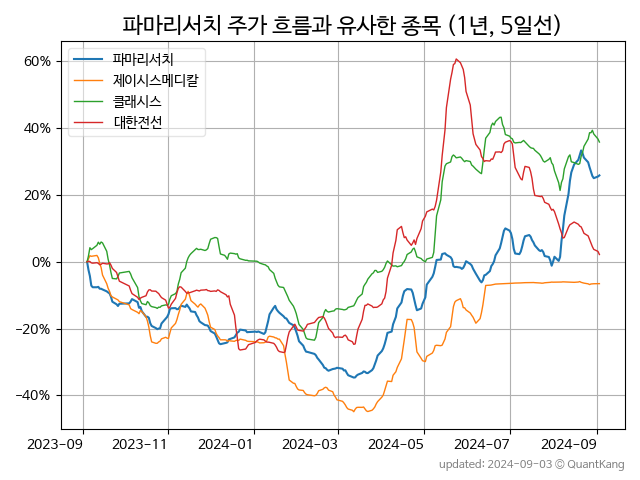 파마리서치 주가 흐름과 유사한 종목 (1년, 5일선)
파마리서치
제이시스메디칼
클래시스
대한전선
60%
40%
20%
0%
−20%
−40%
2023-09 2023-11 2024-01 2024-03 2024-05 2024-07 2024-09
updated: 2024-09-03 © QuantKang